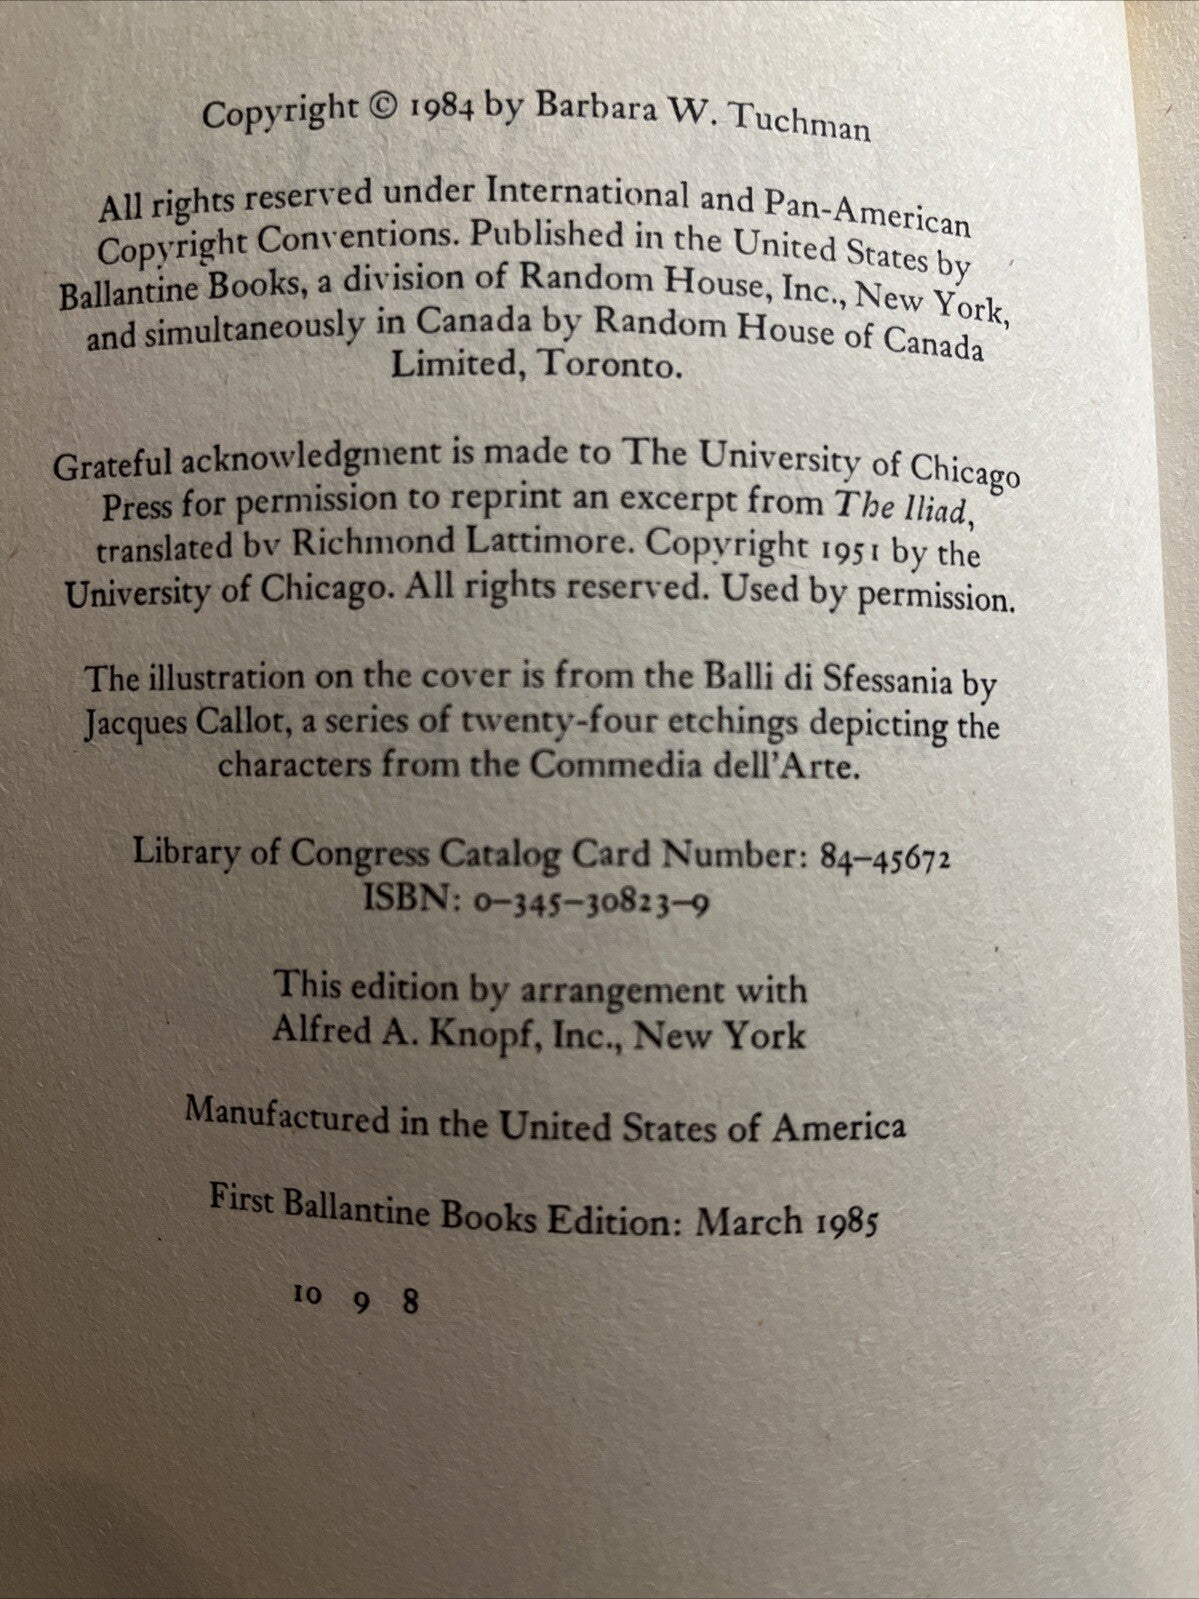 Copyright © 1984 by Barbara W. Tuchman
All rights reserved under International and Pan-American
Copyright Conventions. Published in the United States by
Ballantine Books, a division of Random House, Inc., New York,
and simultaneously in Canada by Random House of Canada
Limited, Toronto.
Grateful acknowledgment is made to The University of Chicago
Press for permission to reprint an excerpt from The Iliad,
translated by Richmond Lattimore. Copyright 1951 by the
University of Chicago. All rights reserved. Used by permission.
The illustration on the cover is from the Balli di Sfessania by
Jacques Callot, a series of twenty-four etchings depicting the
characters from the Commedia dell'Arte.
Library of Congress Catalog Card Number: 84–45672
ISBN: 0–345–30823–9
This edition by arrangement with
Alfred A. Knopf, Inc., New York
Manufactured in the United States of America
First Ballantine Books Edition: March 1985
10 9 8